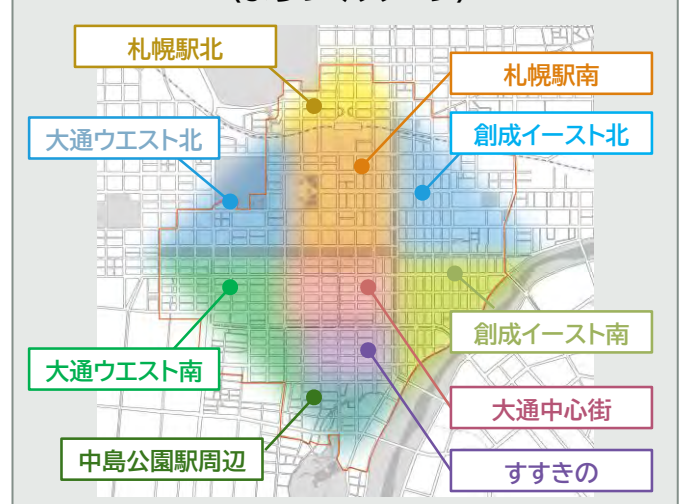 札幌駅北
札幌駅南
大通ウエスト北
創成イースト北
創成イースト南
大通ウエスト南
大通中心街
中島公園駅周辺
すすきの